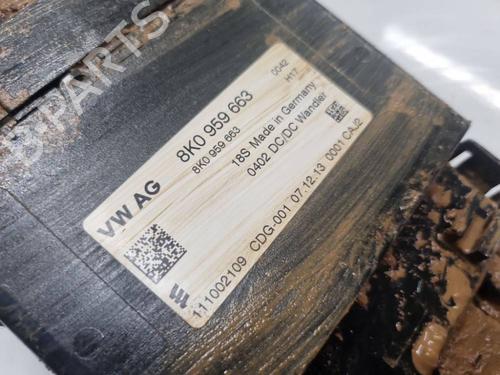 B-PARTS
VW AG
8K0 959 663
0042
8K0 959 663
H17
18S Made in Germany
0402 DC/DC Wandler
111002109 CDG-001 07.12.13 0001 CAJ2